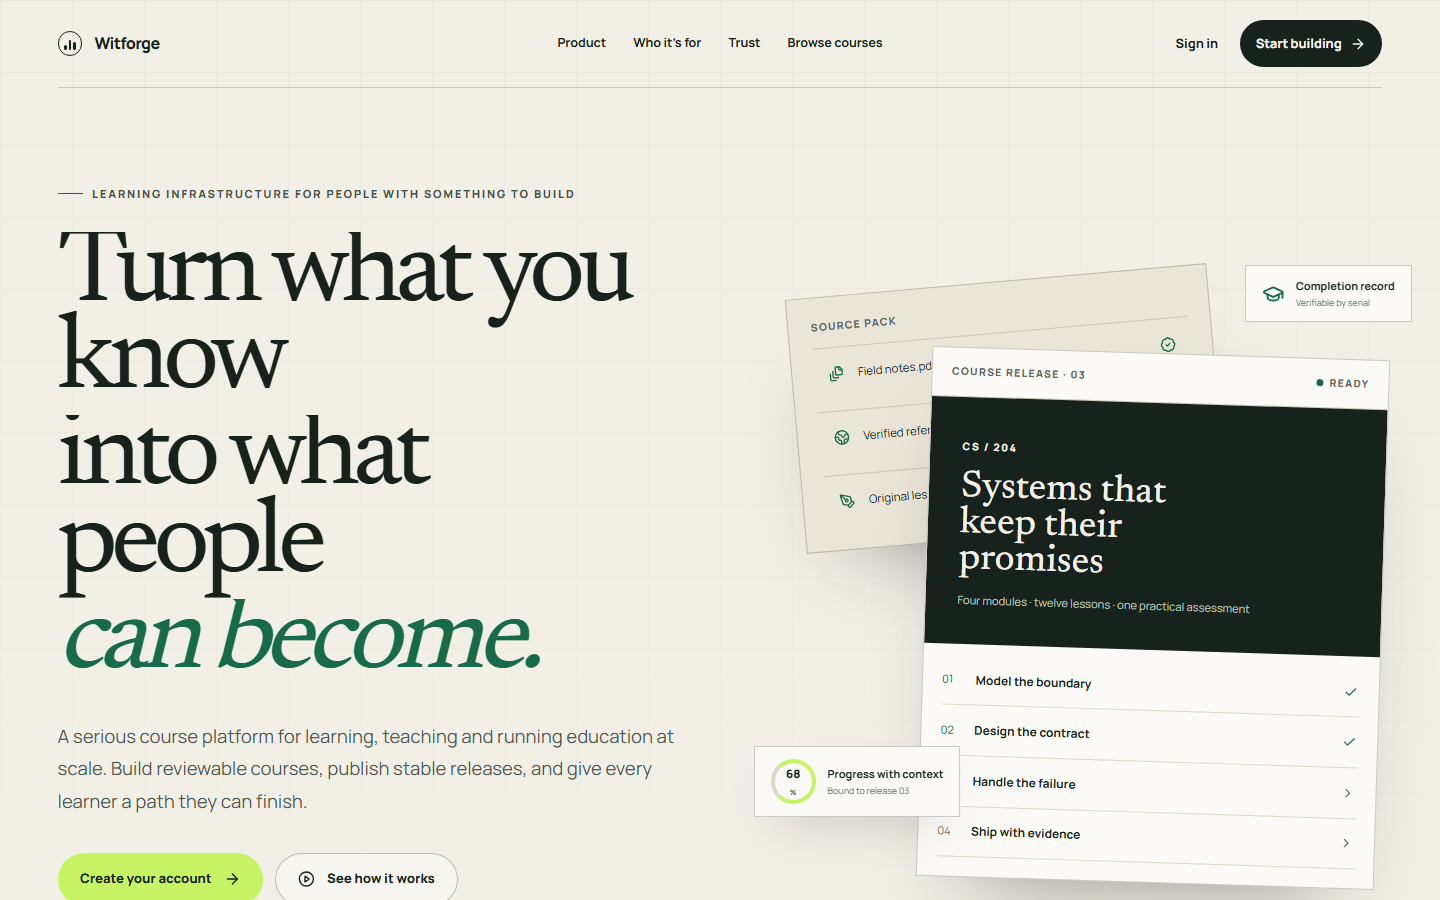 Witforge
Product
Who it's for
Trust
Browse courses
Sign in
Start building
LEARNING INFRASTRUCTURE FOR PEOPLE WITH SOMETHING TO BUILD
Turn what you
know
into what
people
can become.
A serious course platform for learning, teaching and running education at
scale. Build reviewable courses, publish stable releases, and give every
learner a path they can finish.
Create your account
See how it works
SOURCE PACK
Field notes.pd
Verified refer
Original les
Completion record
Verifiable by serial
COURSE RELEASE · 03
READY
CS / 204
Systems that
keep their
promises
Four modules · twelve lessons · one practical assessment
01 Model the boundary
02 Design the contract
Handle the failure
04 Ship with evidence
68
%
Progress with context
Bound to release 03